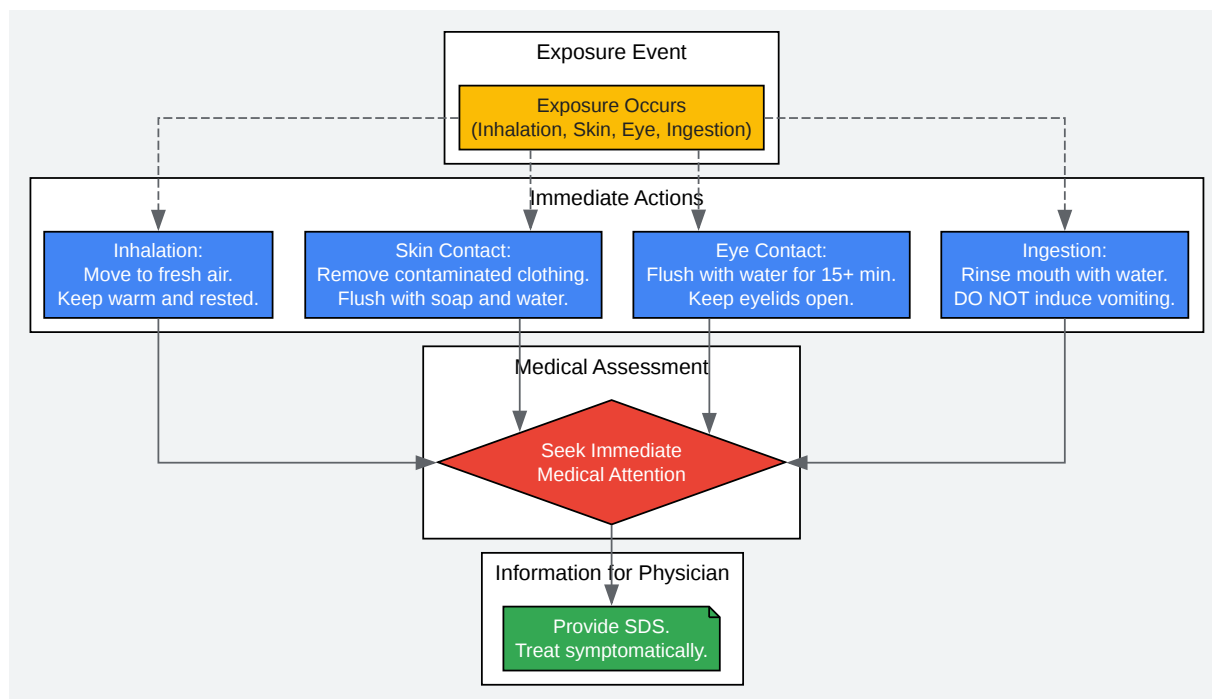 Exposure Event
Exposure Occurs
(Inhalation, Skin, Eye, Ingestion)
Immediate Actions
Inhalation:
Move to fresh air.
Keep warm and rested.
Skin Contact:
Remove contaminated clothing.
Flush with soap and water.
Eye Contact:
Flush with water for 15+ min.
Keep eyelids open.
Ingestion:
Rinse mouth with water.
DO NOT induce vomiting.
Medical Assessment
Seek Immediate
Medical Attention
Information for Physician
Provide SDS.
Treat symptomatically.